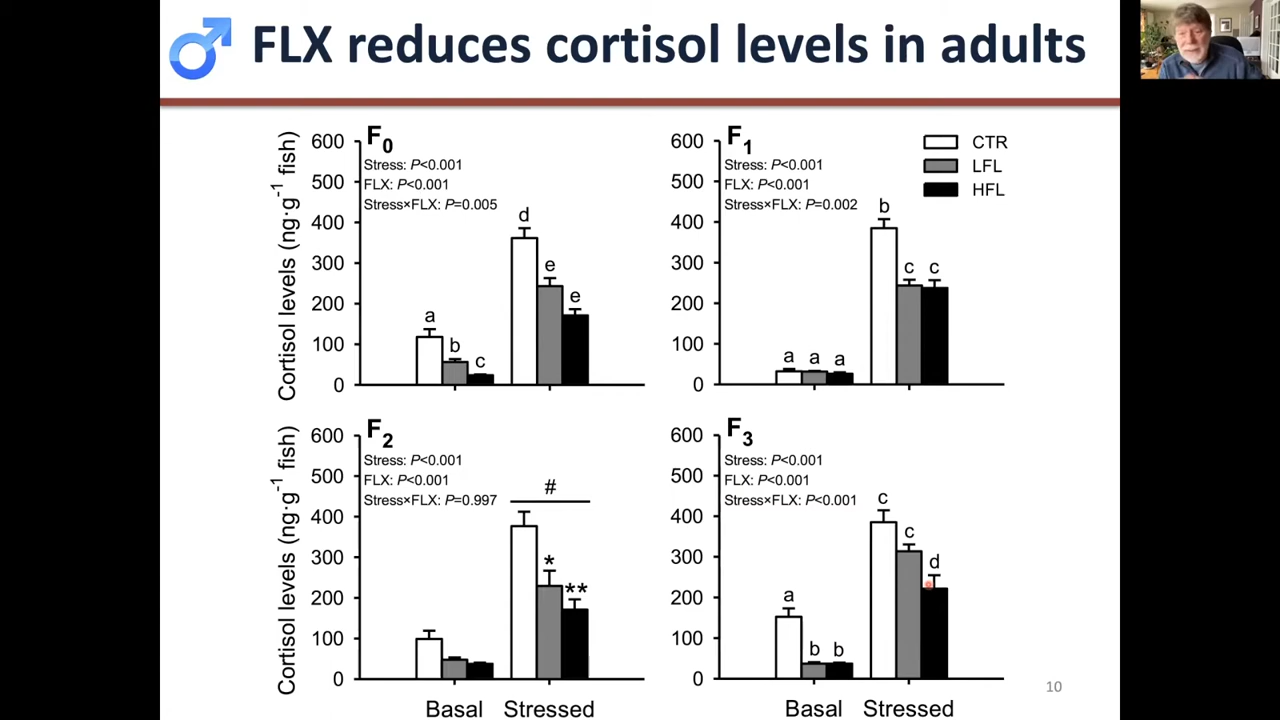 FLX reduces cortisol levels in adults
Cortisol levels (ng·g-1 fish)
600
500
400
300
200
100
0
F0
Stress: P<0.001
FLX: P<0.001
Stress×FLX: P=0.005
a
b
c
d
e
e
600
500
400
300
200
100
0
F1
Stress: P<0.001
FLX: P<0.001
Stress×FLX: P=0.002
a
a
a
b
c
c
CTR
LFL
HFL
Cortisol levels (ng·g-1 fish)
600
500
400
300
200
100
0
F2
Stress: P<0.001
FLX: P<0.001
Stress×FLX: P=0.997
#
*
**
Basal Stressed
600
500
400
300
200
100
0
F3
Stress: P<0.001
FLX: P<0.001
Stress×FLX: P<0.001
a
b
b
c
c
d
Basal Stressed
10